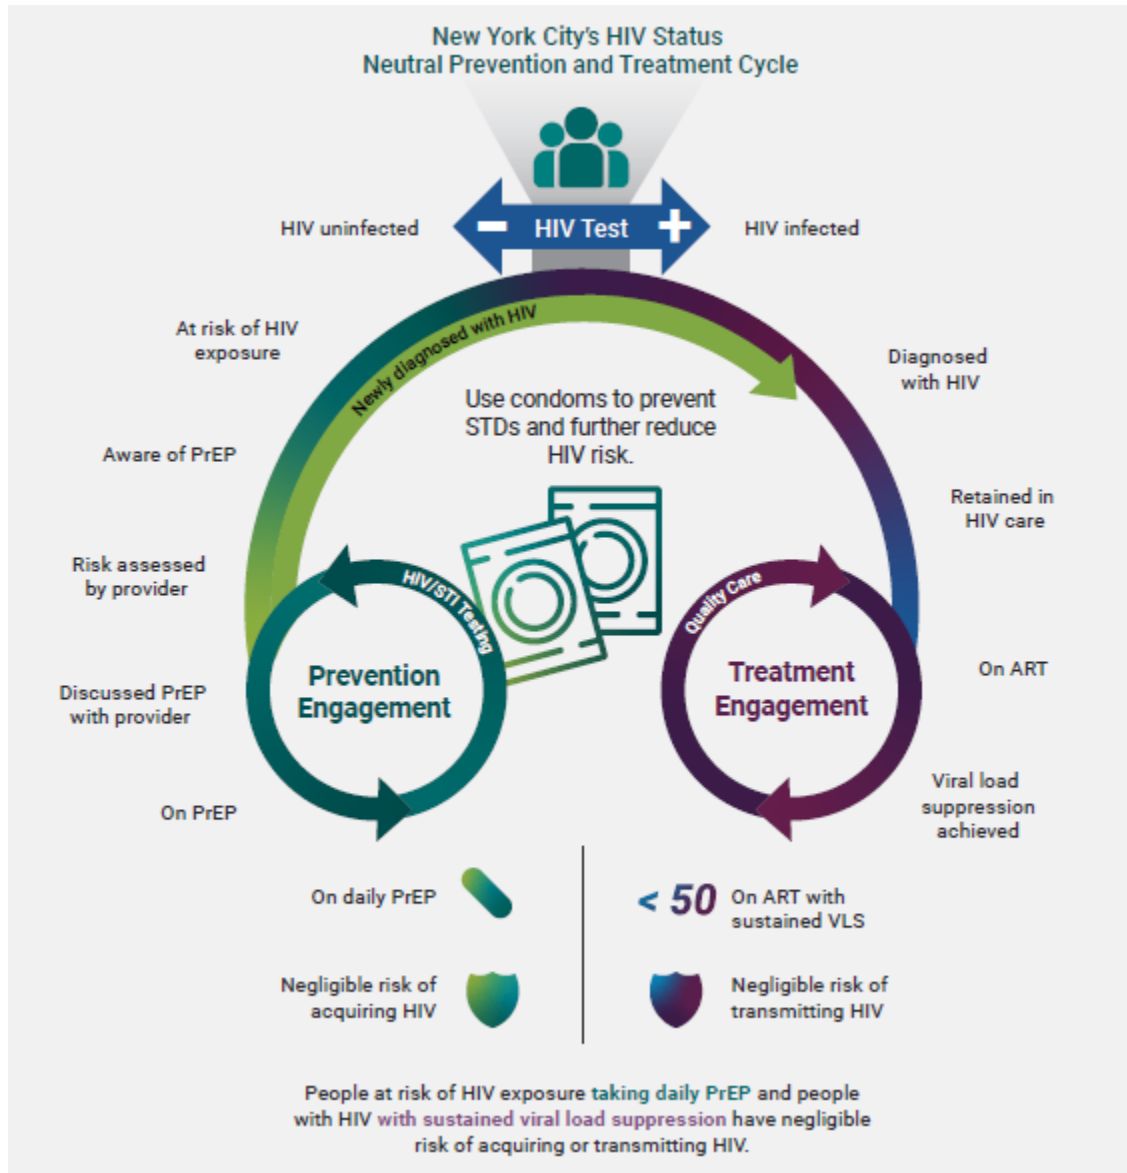 New York City's HIV Status
Neutral Prevention and Treatment Cycle
HIV uninfected
− HIV Test +
HIV infected
At risk of HIV
exposure
Newly diagnosed with HIV
Diagnosed
with HIV
Use condoms to prevent
STDs and further reduce
HIV risk.
Aware of PrEP
Retained in
HIV care
Risk assessed
by provider
HIV/STI Testing
Quality Care
Prevention
Engagement
Treatment
Engagement
On ART
Discussed PrEP
with provider
On PrEP
Viral load
suppression
achieved
On daily PrEP
< 50
On ART with
sustained VLS
Negligible risk of
acquiring HIV
Negligible risk of
transmitting HIV
People at risk of HIV exposure taking daily PrEP and people
with HIV with sustained viral load suppression have negligible
risk of acquiring or transmitting HIV.